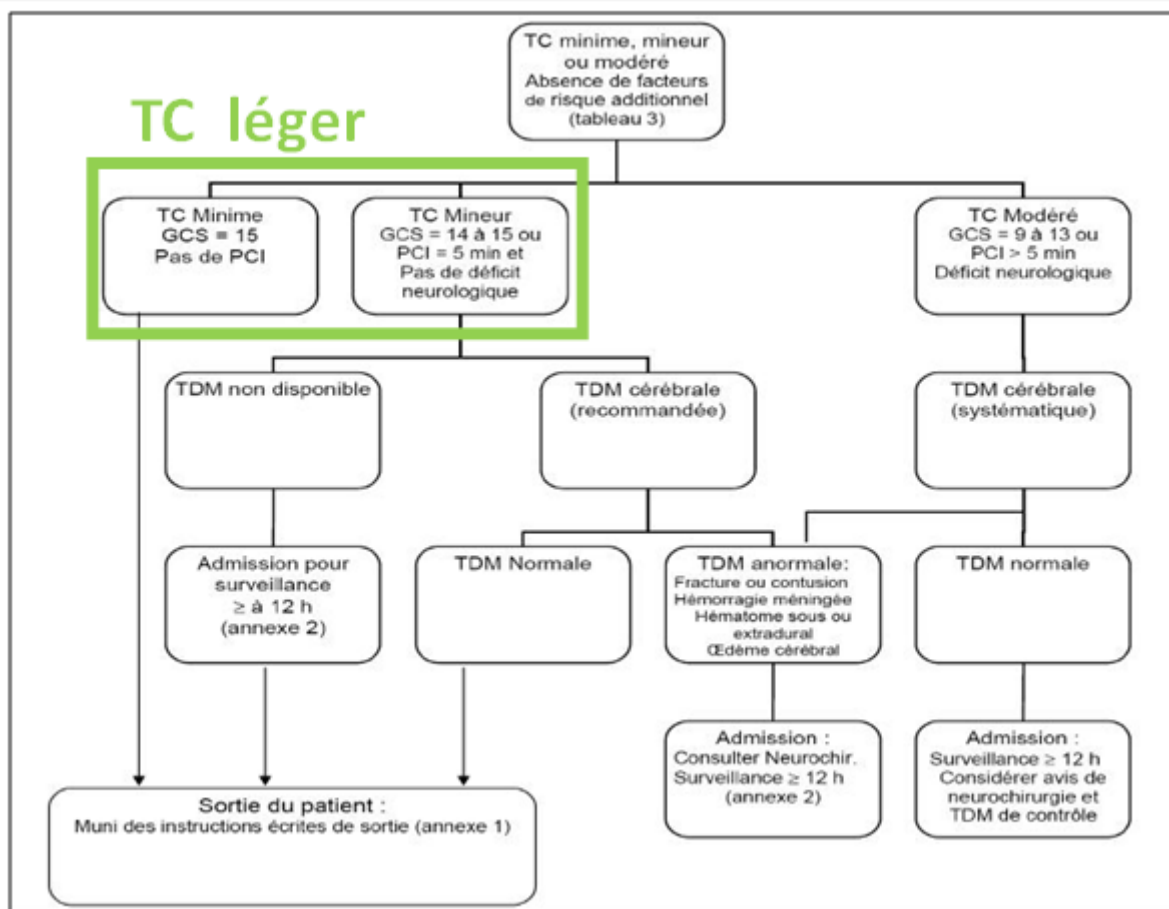 TC minime, mineur
ou modéré
Absence de facteurs
de risque additionnel
(tableau 3)
TC léger
TC Minime
GCS = 15
Pas de PCI
TC Mineur
GCS = 14 à 15 ou
PCI = 5 min et
Pas de déficit
neurologique
TC Modéré
GCS = 9 à 13 ou
PCI > 5 min
Déficit neurologique
TDM non disponible
TDM cérébrale
(recommandée)
TDM cérébrale
(systématique)
Admission pour
surveillance
≥ à 12 h
(annexe 2)
TDM Normale
TDM anormale:
Fracture ou contusion
Hémorragie méningée
Hématome sous ou
extradural
Œdème cérébral
TDM normale
Admission :
Consulter Neurochir.
Surveillance ≥ 12 h
(annexe 2)
Admission :
Surveillance ≥ 12 h
Considérer avis de
neurochirurgie et
TDM de contrôle
Sortie du patient :
Muni des instructions écrites de sortie (annexe 1)